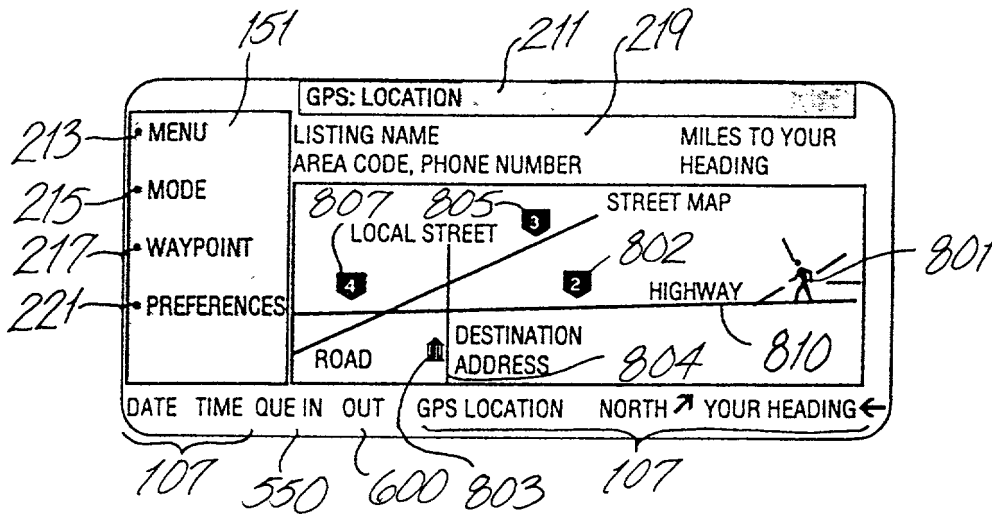 151
211
219
GPS: LOCATION
213
MENU
LISTING NAME
MILES TO YOUR
AREA CODE, PHONE NUMBER
HEADING
215
MODE
807
805
3
STREET MAP
217
WAYPOINT
LOCAL STREET
802
801
221
PREFERENCES
4
2
HIGHWAY
ROAD
DESTINATION
ADDRESS
804
810
DATE TIME QUE IN OUT GPS LOCATION NORTH ↗ YOUR HEADING ←
107
550
600
803
107